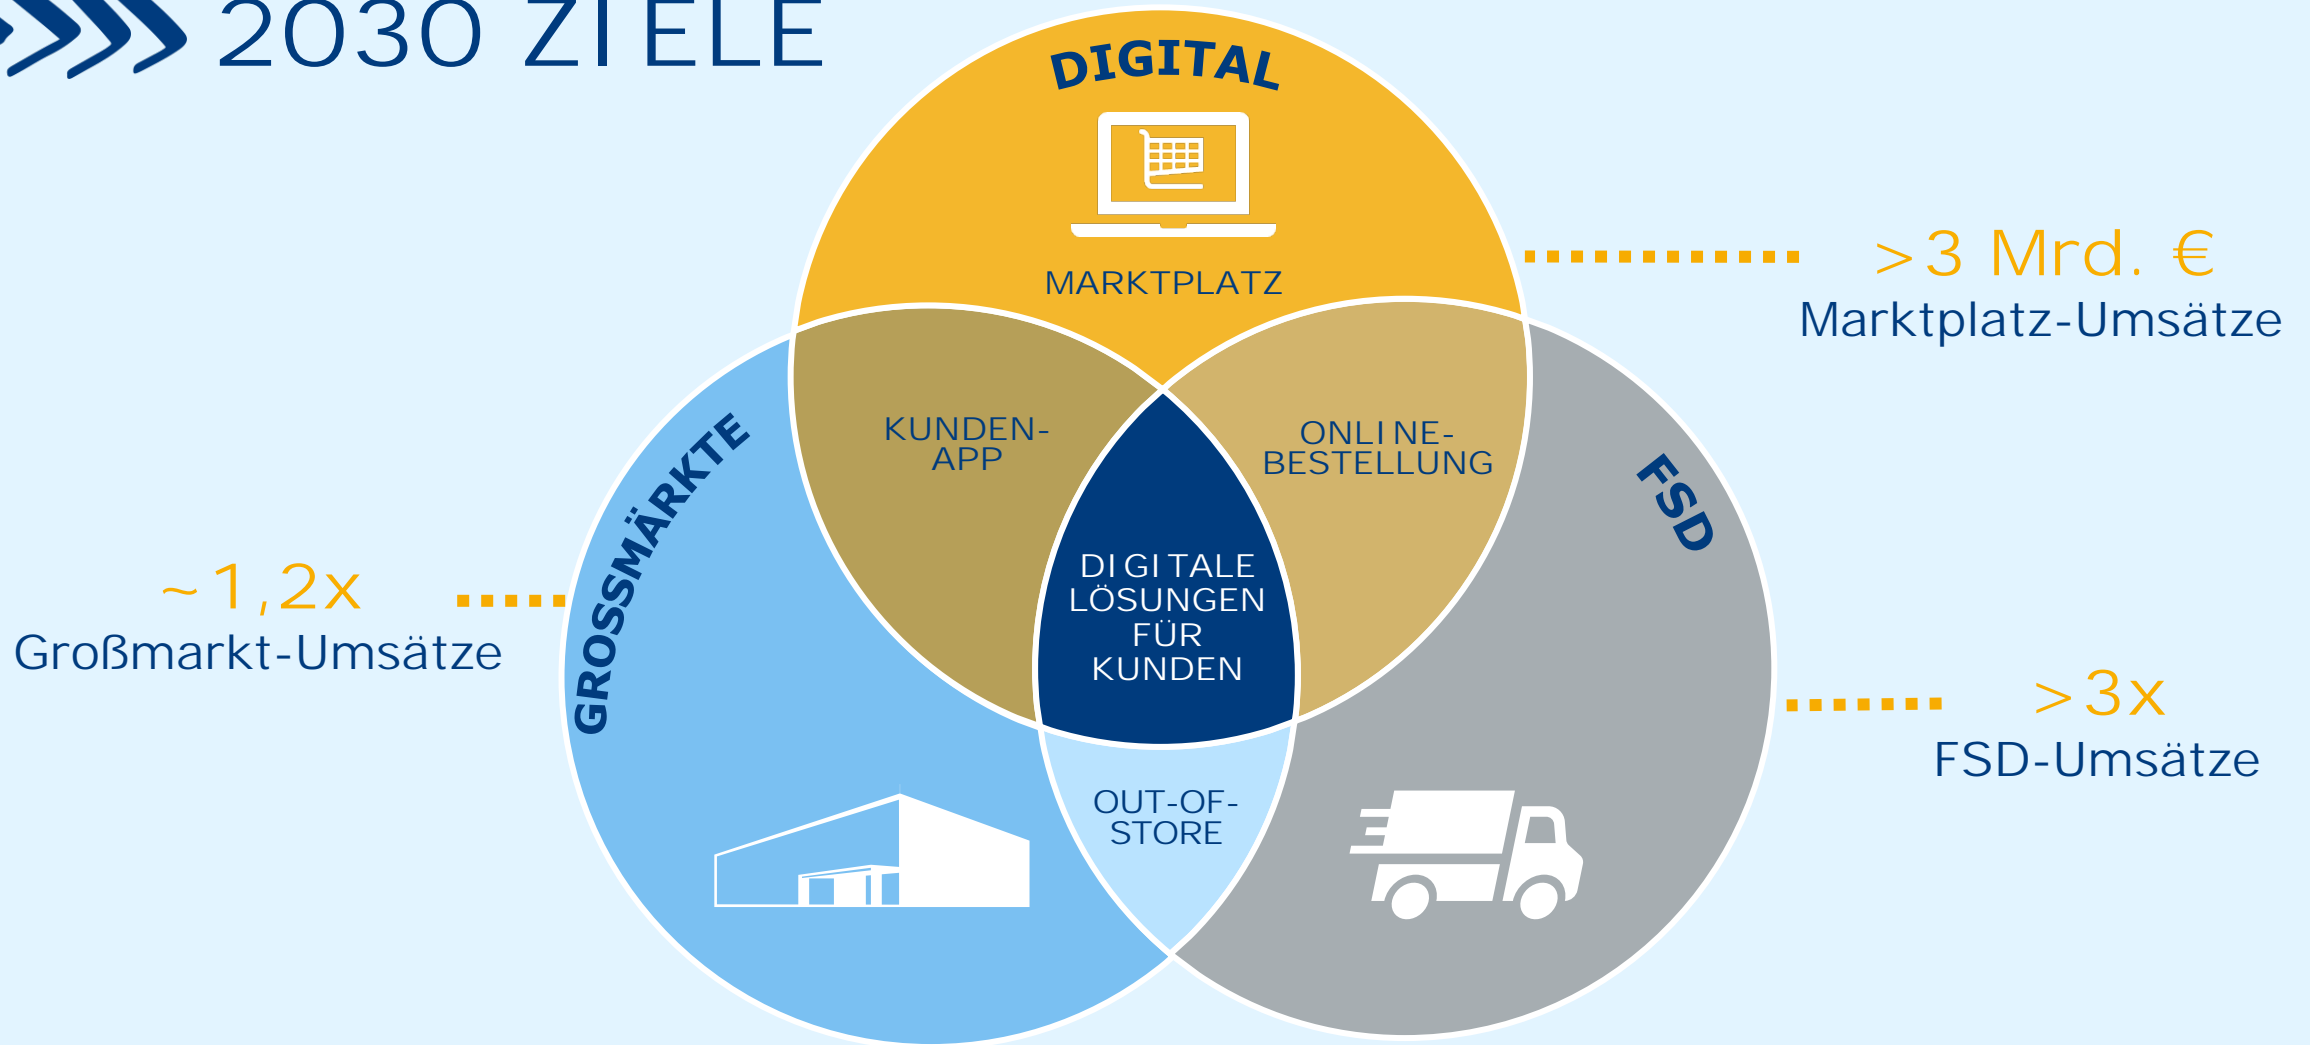 2030 ZIELE
DIGITAL
MARKTPLATZ
>3 Mrd. €
Marktplatz-Umsätze
KUNDEN-
APP
ONLINE-
BESTELLUNG
GROSSMÄRKTE
FSD
~1,2x
Großmarkt-Umsätze
DIGITALE
LÖSUNGEN
FÜR
KUNDEN
>3x
FSD-Umsätze
OUT-OF-
STORE